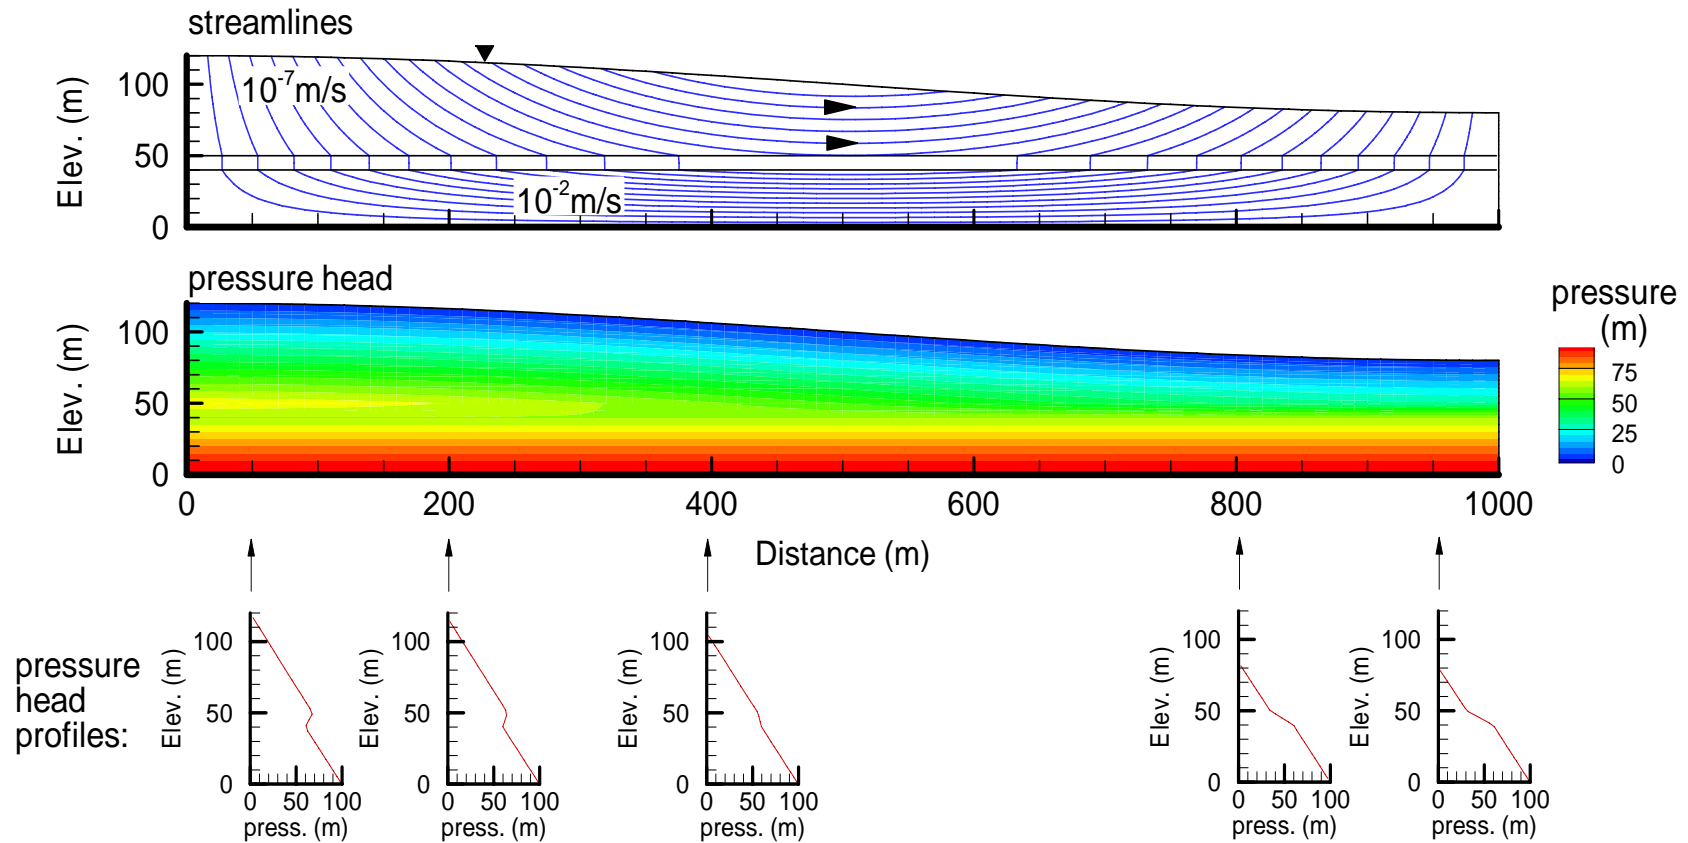 streamlines
Elev. (m)
100
50
0
10⁻⁷m/s
10⁻²m/s
pressure head
Elev. (m)
100
50
0
0 200 400 600 800 1000
Distance (m)
pressure
(m)
75
50
25
0
pressure
head
profiles:
Elev. (m)
100
50
0
0 50 100
press. (m)
Elev. (m)
100
50
0
0 50 100
press. (m)
Elev. (m)
100
50
0
0 50 100
press. (m)
Elev. (m)
100
50
0
0 50 100
press. (m)
Elev. (m)
100
50
0
0 50 100
press. (m)